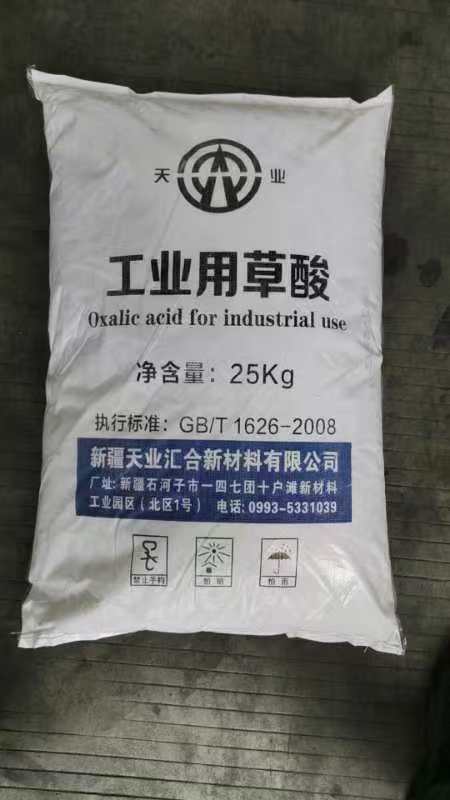 天 业
工业用草酸
Oxalic acid for industrial use
净含量：25Kg
执行标准：GB/T 1626-2008
新疆天业汇合新材料有限公司
厂址：新疆石河子市一四七团十户滩新材料
工业园区（北区1号） 电话：0993-5331039
禁止手钩 怕晒 怕雨